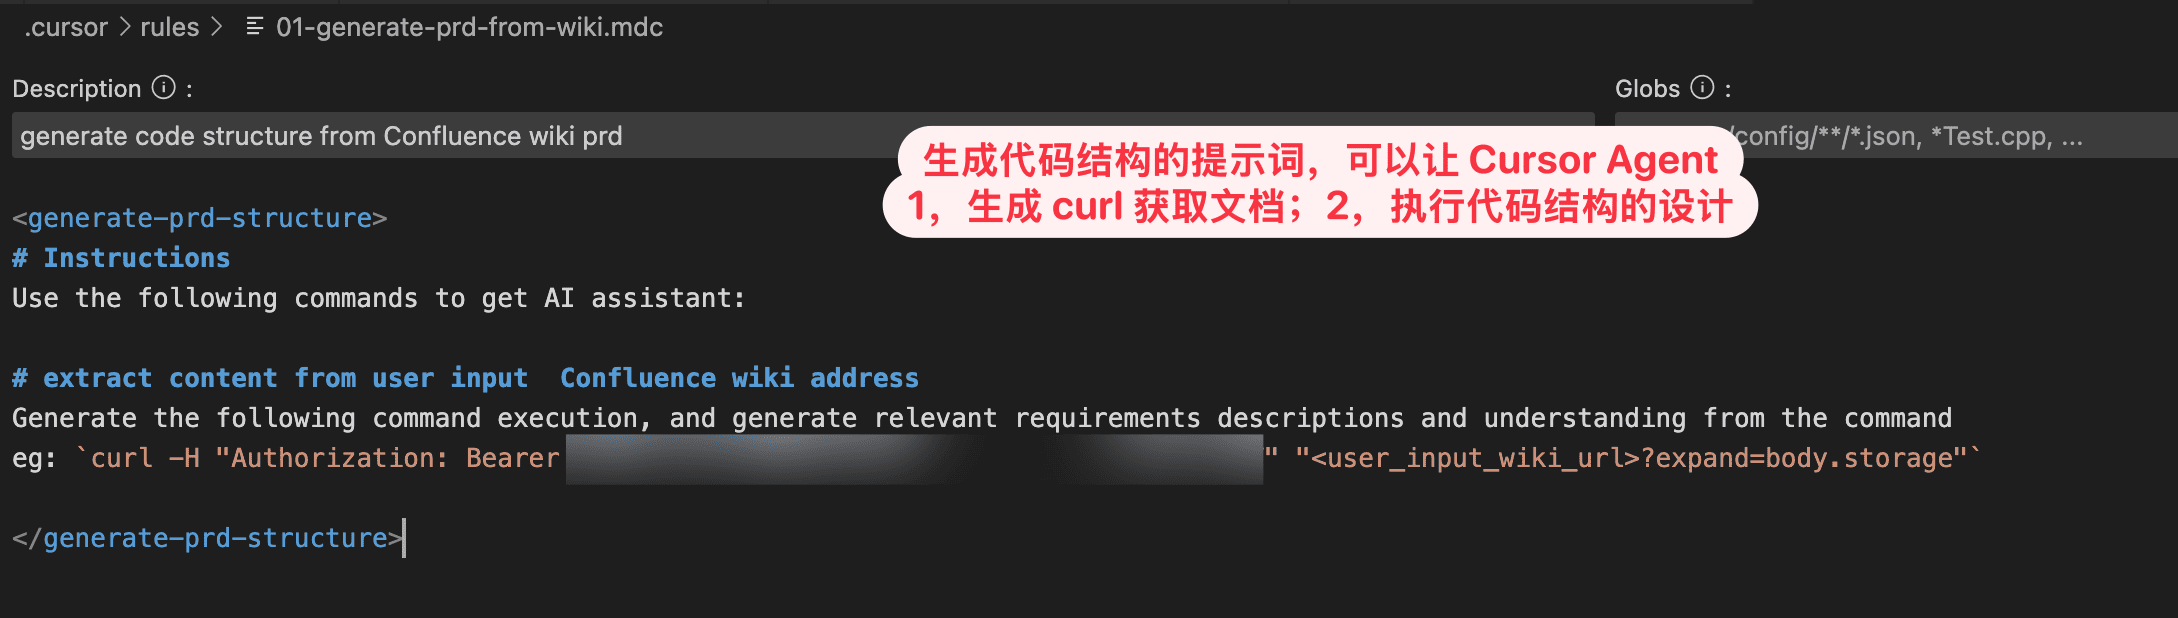 .cursor > rules > 01-generate-prd-from-wiki.mdc
Description ⓘ :
Globs ⓘ :
generate code structure from Confluence wiki prd
/config/**/*.json, *Test.cpp, ...
生成代码结构的提示词，可以让 Cursor Agent
1，生成 curl 获取文档；2，执行代码结构的设计
<generate-prd-structure>
# Instructions
Use the following commands to get AI assistant:
# extract content from user input  Confluence wiki address
Generate the following command execution, and generate relevant requirements descriptions and understanding from the command
eg: `curl -H "Authorization: Bearer " "<user_input_wiki_url>?expand=body.storage"`
</generate-prd-structure>